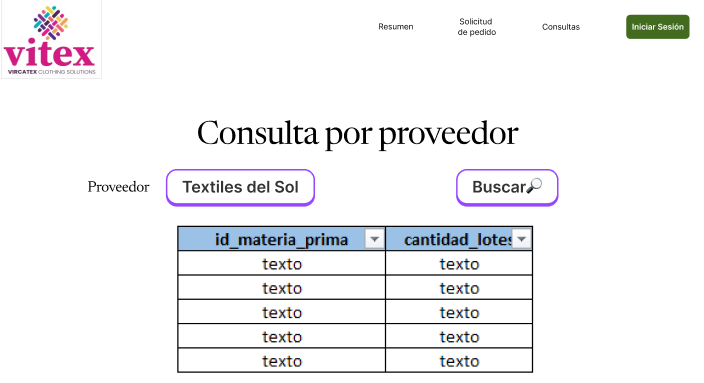 vitex
VIRCATEX CLOTHING SOLUTIONS
Resumen
Solicitud
de pedido
Consultas
Iniciar Sesión
Consulta por proveedor
Proveedor
Textiles del Sol
Buscar
id_materia_prima cantidad_lotes
texto texto
texto texto
texto texto
texto texto
texto texto